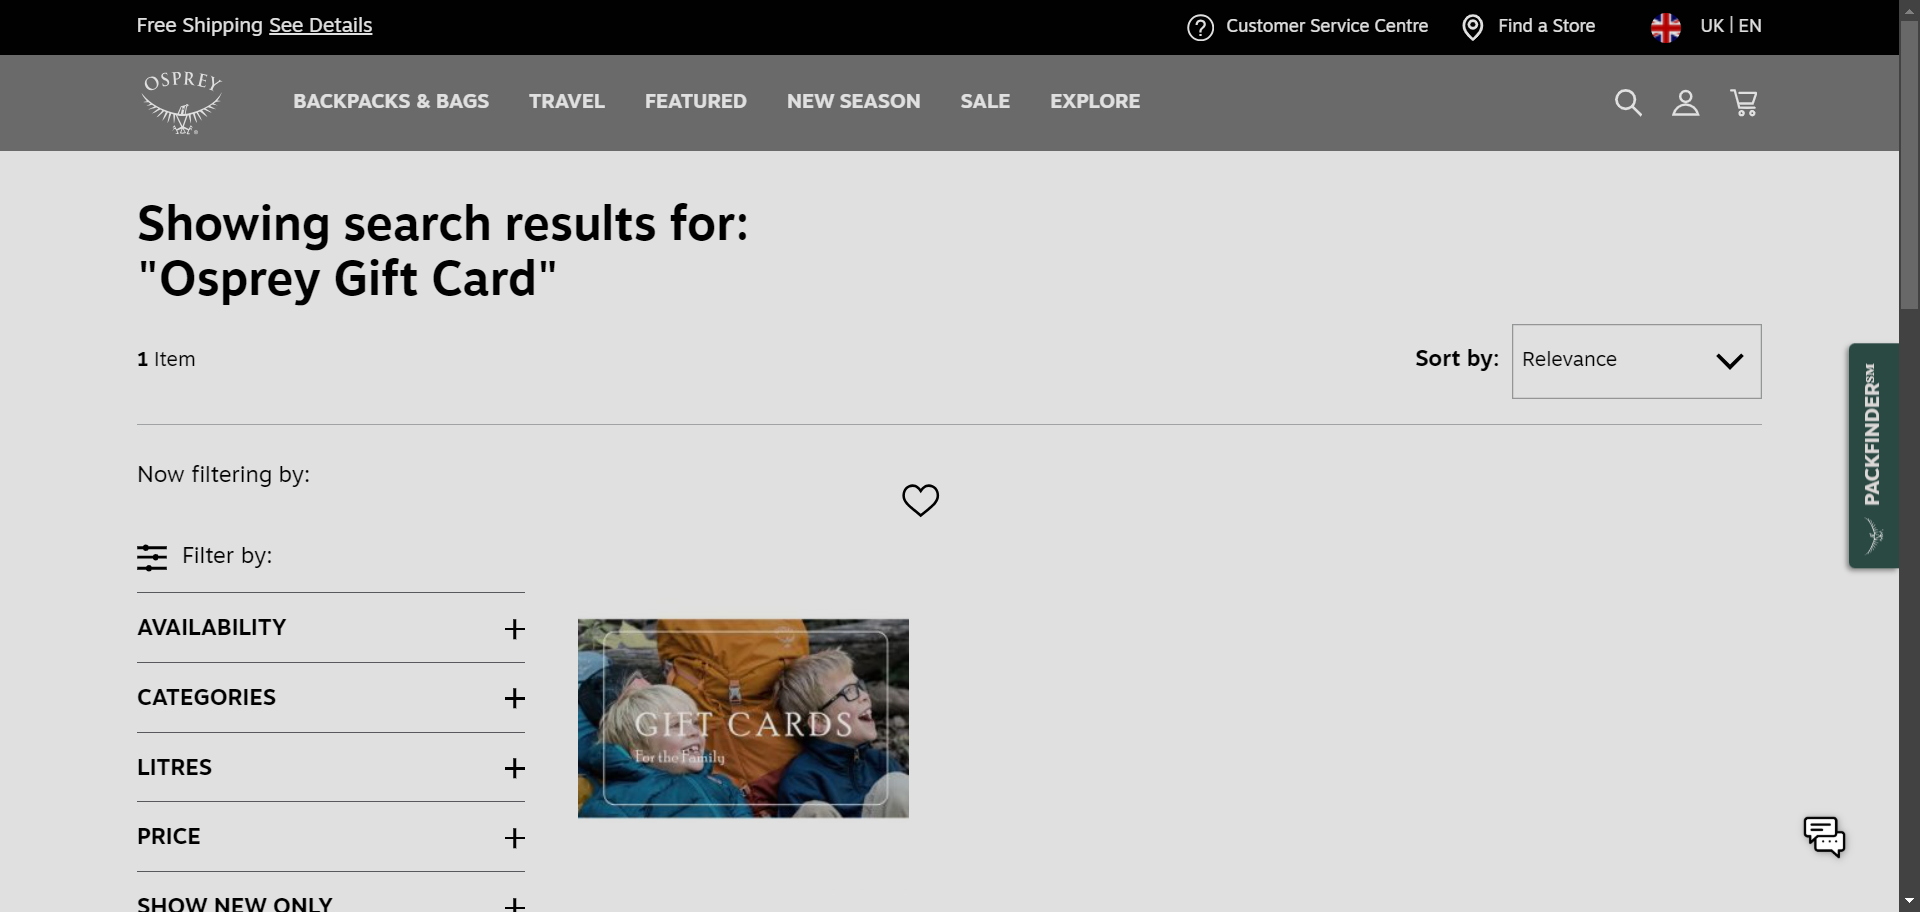 Free Shipping See Details
Customer Service Centre
Find a Store
UK | EN
OSPREY
BACKPACKS & BAGS
TRAVEL
FEATURED
NEW SEASON
SALE
EXPLORE
Showing search results for:
"Osprey Gift Card"
1 Item
Sort by:
Relevance
PACKFINDER℠
Now filtering by:
Filter by:
AVAILABILITY
CATEGORIES
LITRES
PRICE
SHOW NEW ONLY
GIFT CARDS
For the Family